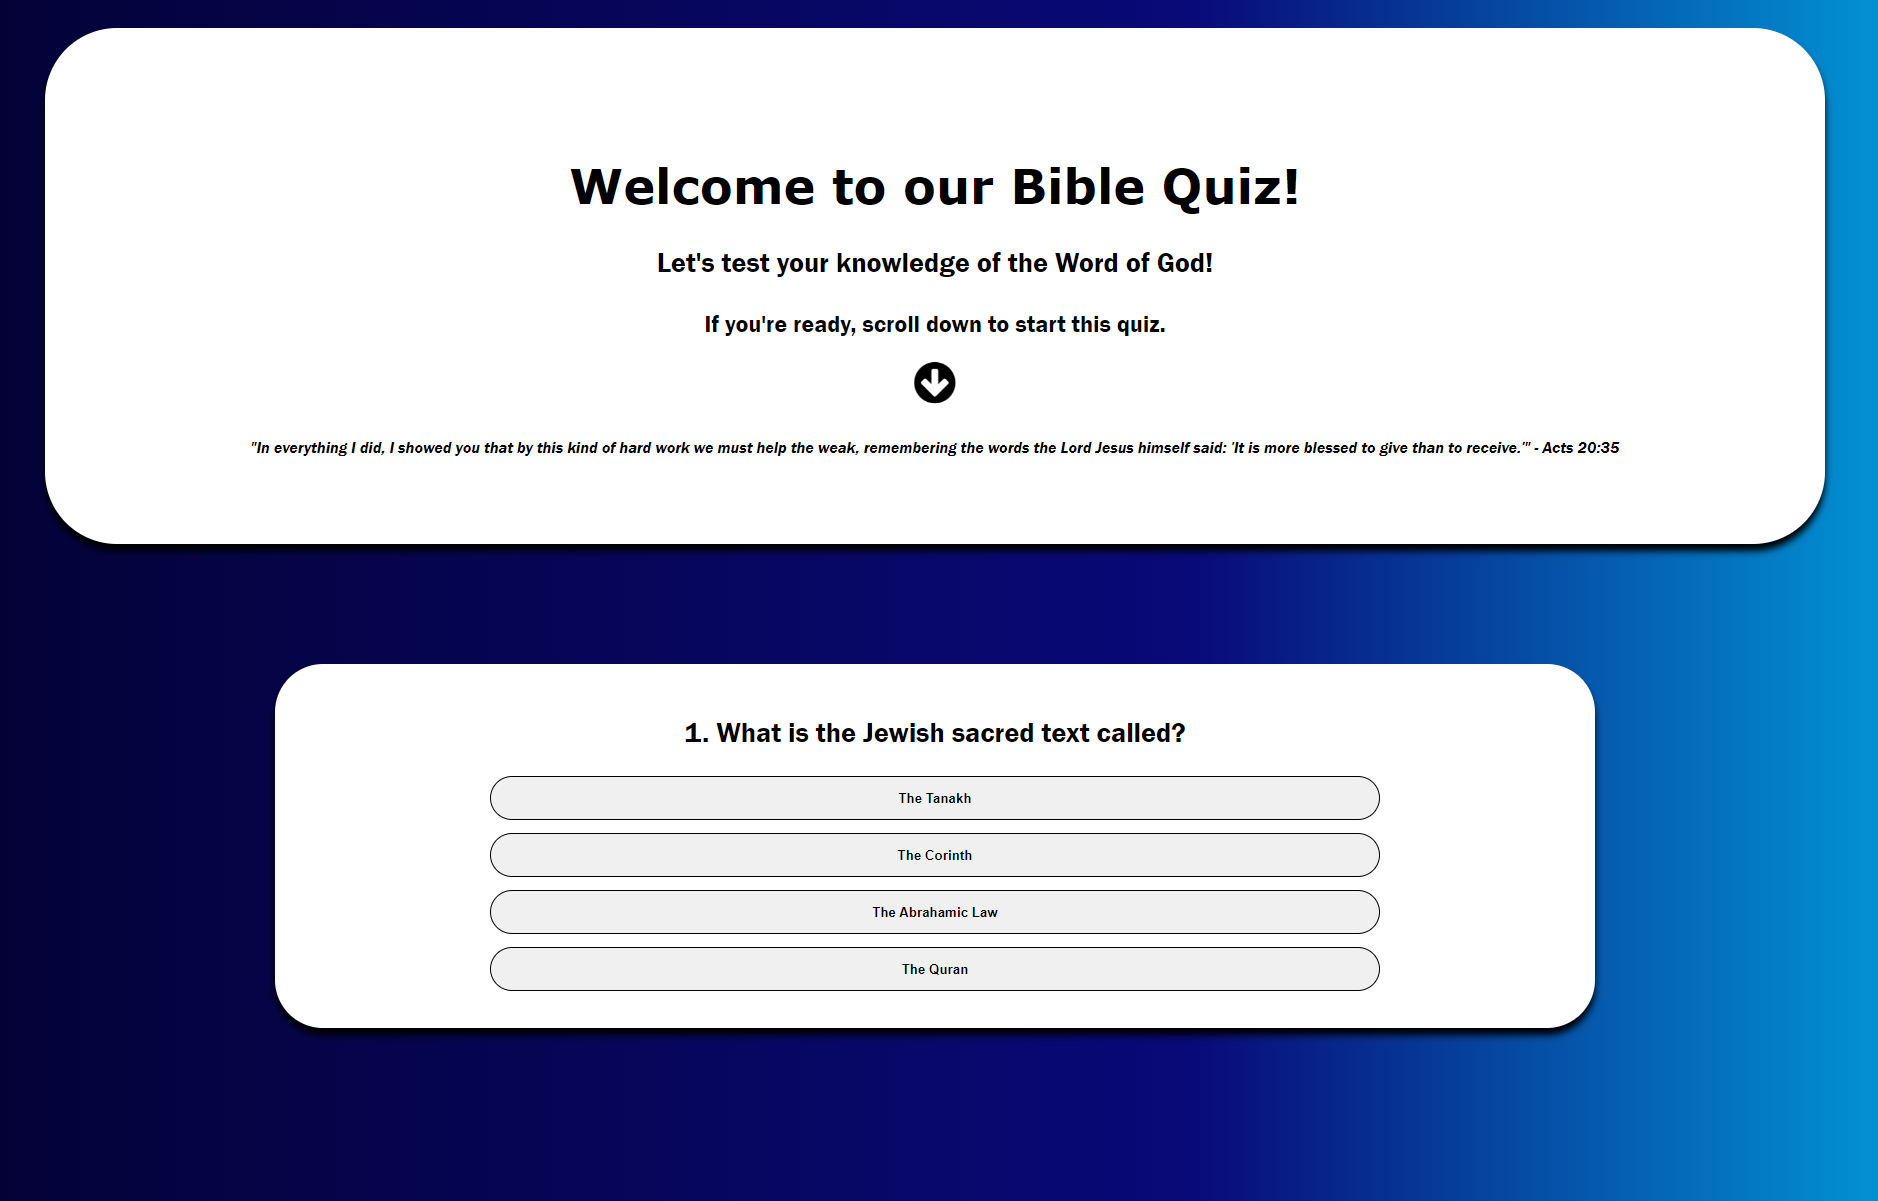 Welcome to our Bible Quiz!
Let's test your knowledge of the Word of God!
If you're ready, scroll down to start this quiz.
"In everything I did, I showed you that by this kind of hard work we must help the weak, remembering the words the Lord Jesus himself said: 'It is more blessed to give than to receive.'" - Acts 20:35
1. What is the Jewish sacred text called?
The Tanakh
The Corinth
The Abrahamic Law
The Quran